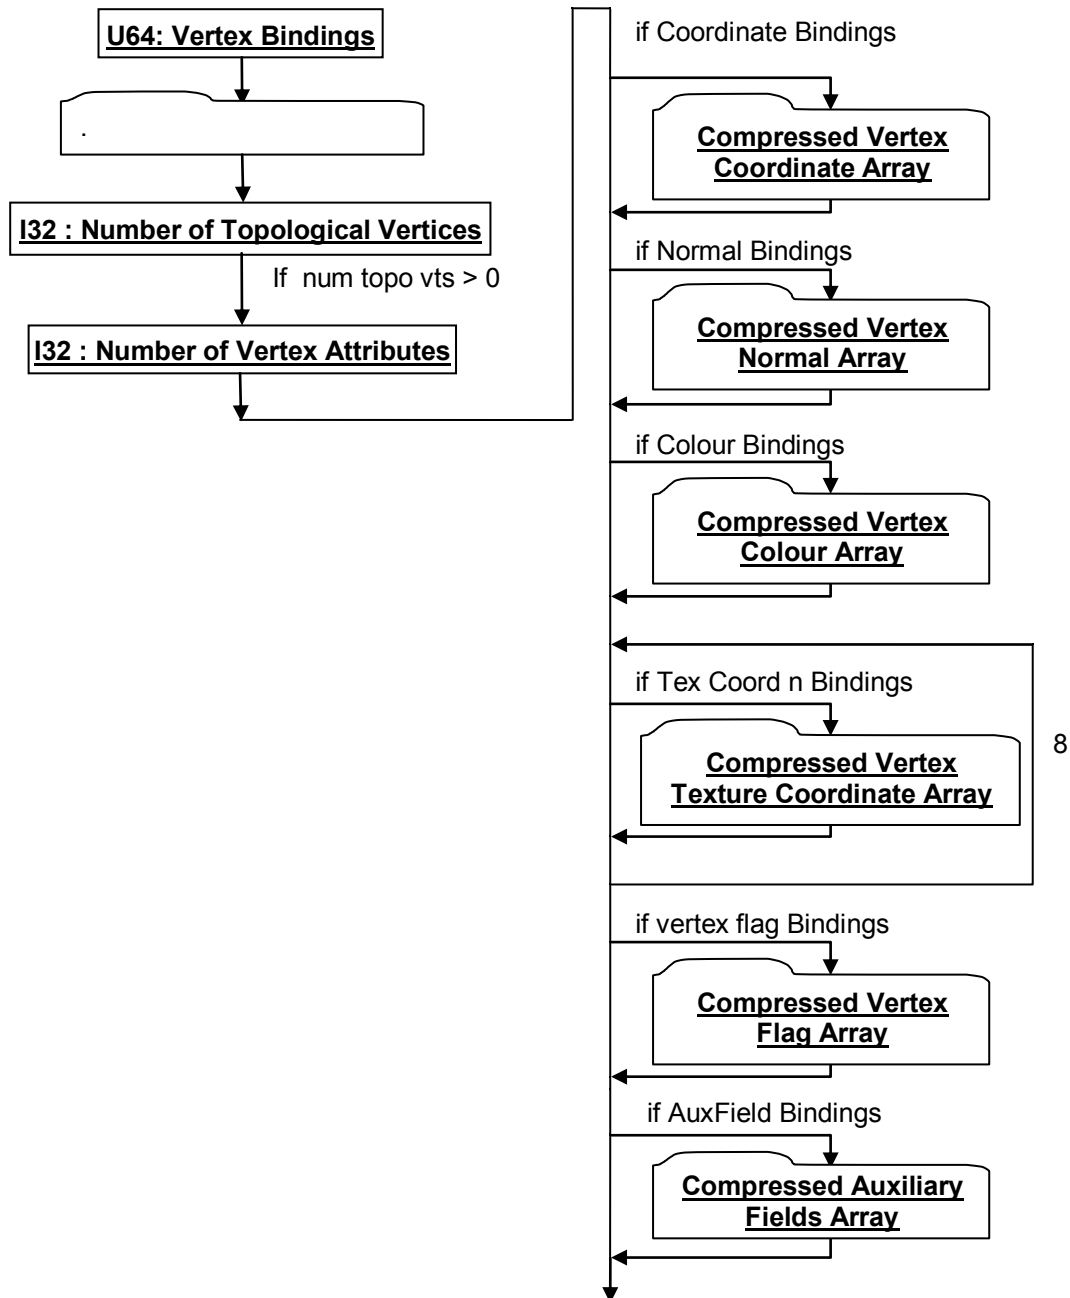 U64: Vertex Bindings
.
I32 : Number of Topological Vertices
If num topo vts > 0
I32 : Number of Vertex Attributes
if Coordinate Bindings
Compressed Vertex
Coordinate Array
if Normal Bindings
Compressed Vertex
Normal Array
if Colour Bindings
Compressed Vertex
Colour Array
if Tex Coord n Bindings
Compressed Vertex
Texture Coordinate Array
8
if vertex flag Bindings
Compressed Vertex
Flag Array
if AuxField Bindings
Compressed Auxiliary
Fields Array